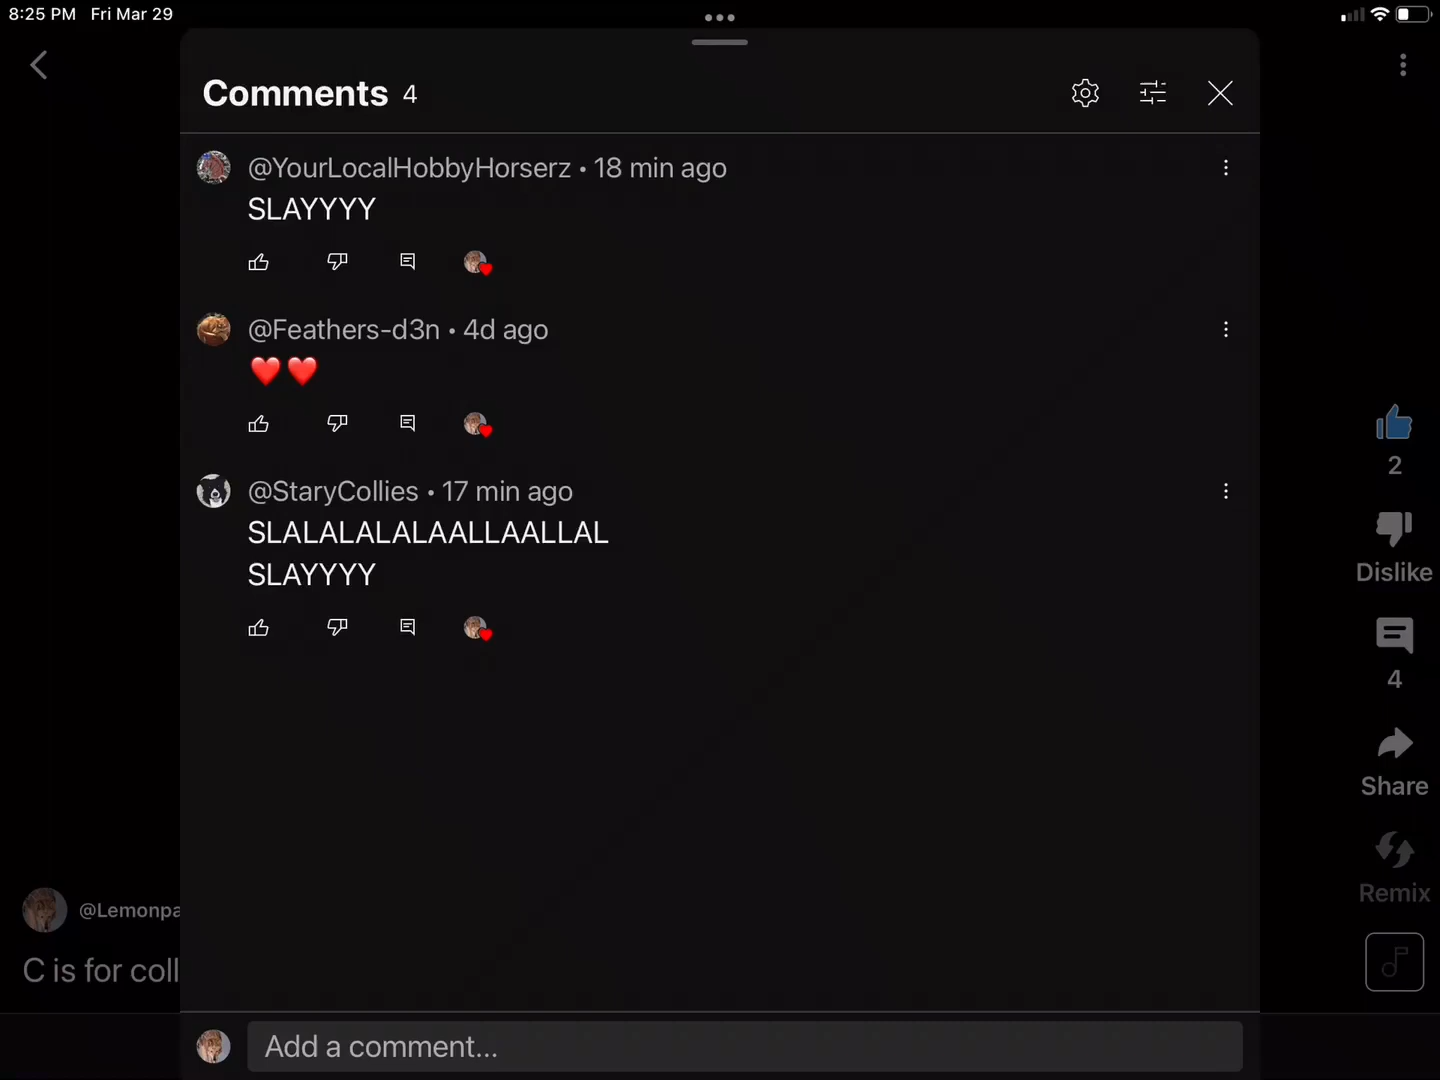 8:25 PM Fri Mar 29
Comments 4
@YourLocalHobbyHorserz • 18 min ago
SLAYYYY
@Feathers-d3n • 4d ago
❤️❤️
@StaryCollies • 17 min ago
SLALALALALAALLAALLAL
SLAYYYY
2
Dislike
4
Share
Remix
@Lemonpa
C is for coll
Add a comment...